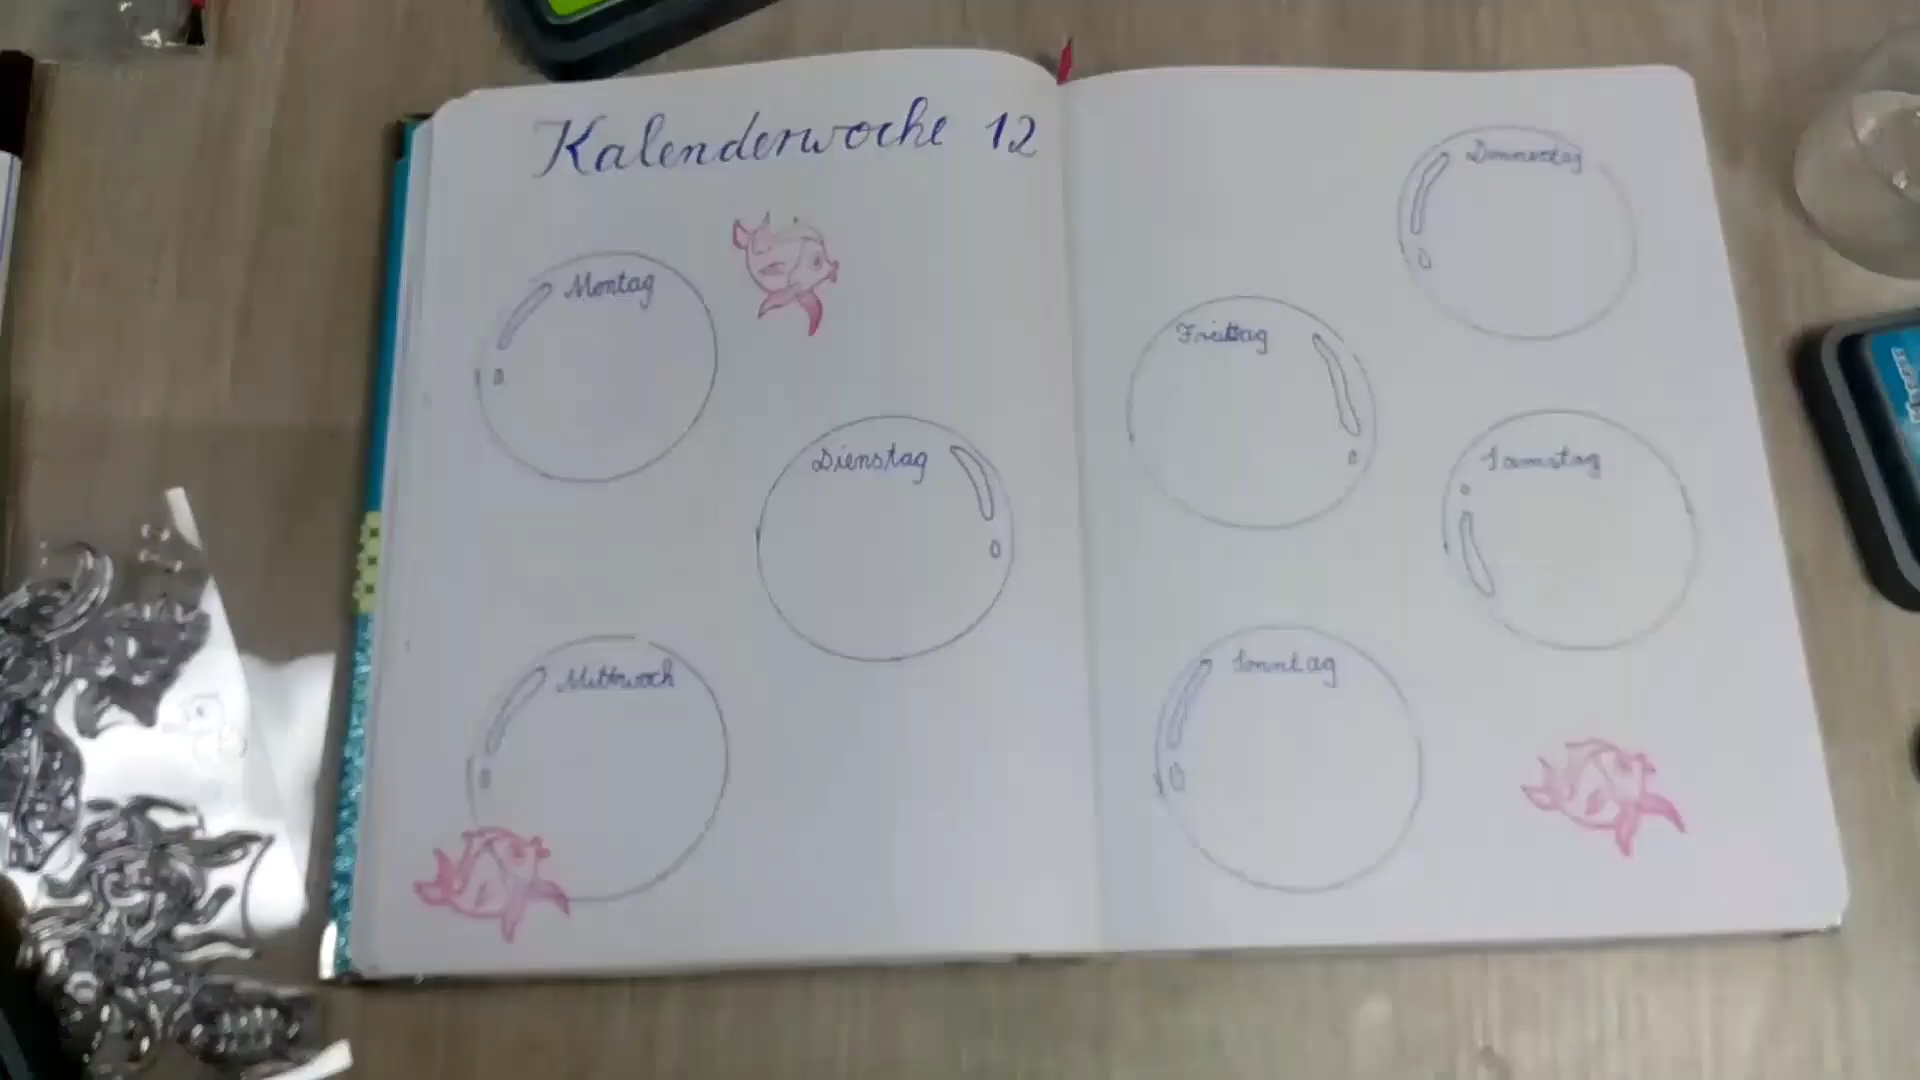 Kalenderwoche 12
Montag
Dienstag
Mittwoch
Donnerstag
Freitag
Samstag
Sonntag